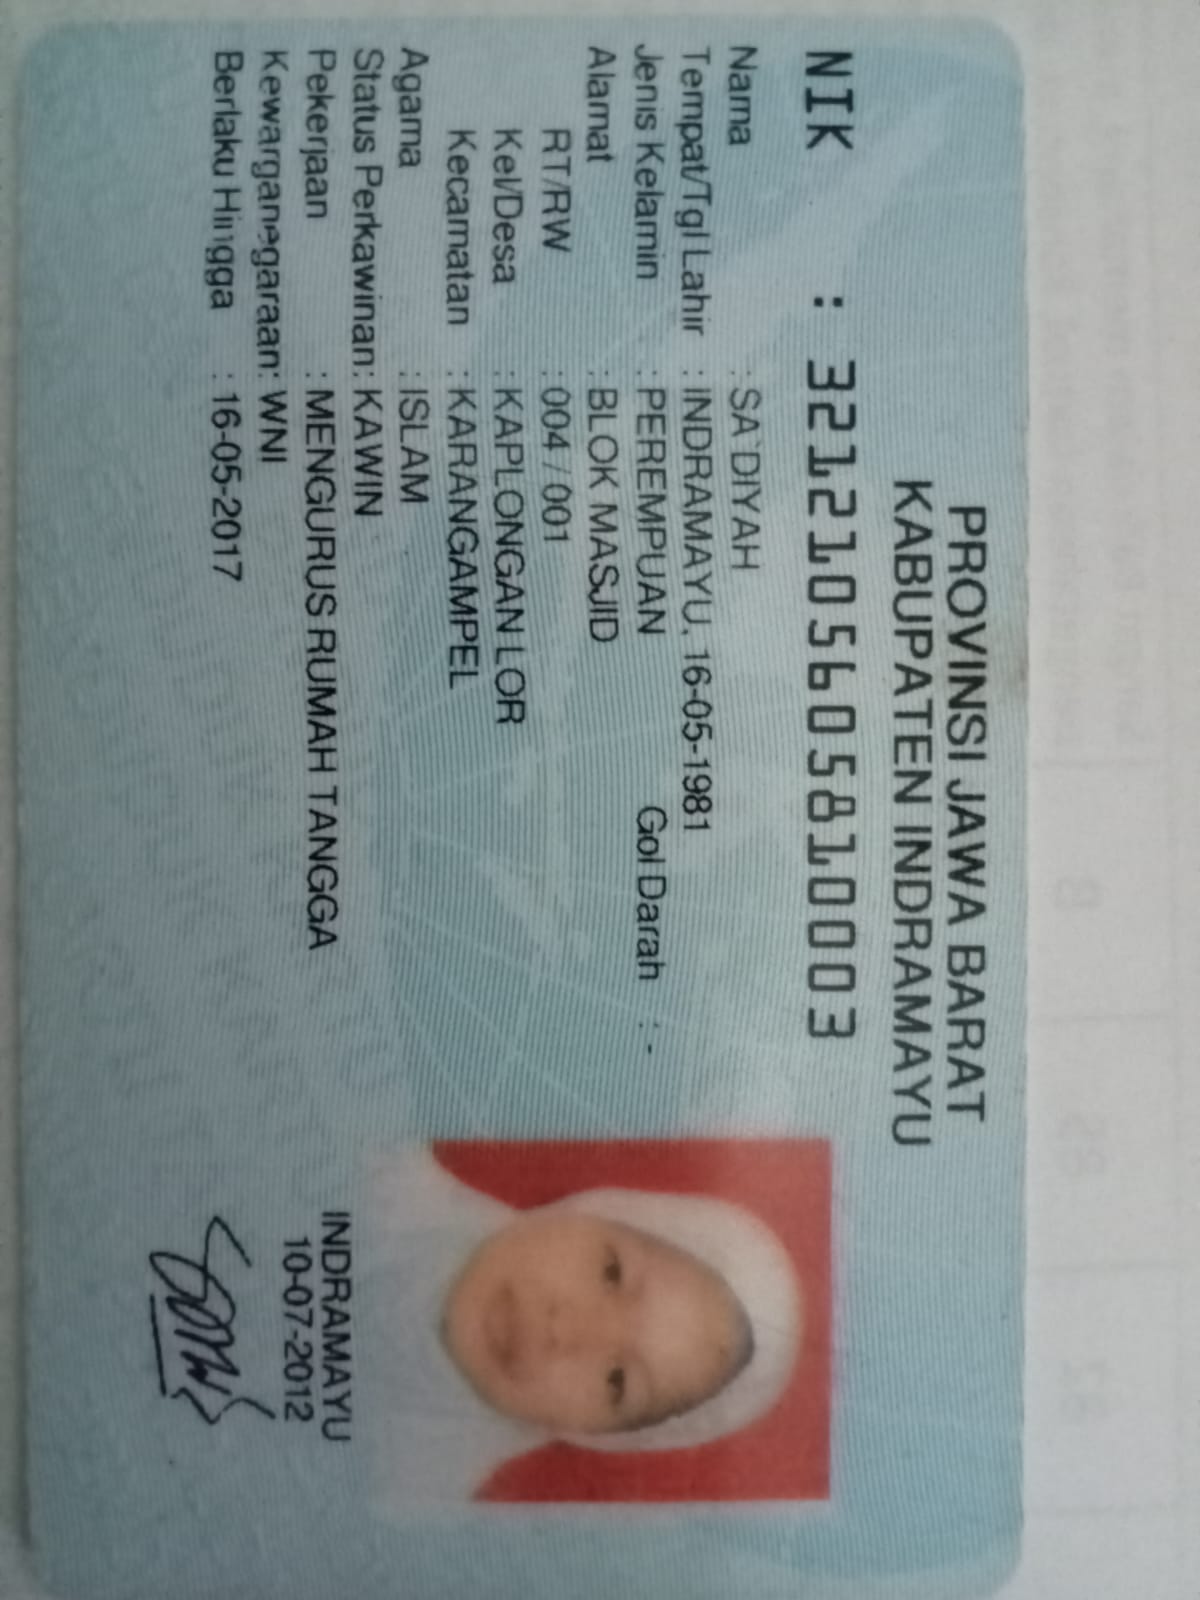 PROVINSI JAWA BARAT
KABUPATEN INDRAMAYU
NIK : 3212105605810003
Nama : SA`DIYAH
Tempat/Tgl Lahir : INDRAMAYU, 16-05-1981
Jenis Kelamin : PEREMPUAN Gol Darah : -
Alamat : BLOK MASJID
RT/RW : 004 / 001
Kel/Desa : KAPLONGAN LOR
Kecamatan : KARANGAMPEL
Agama : ISLAM
Status Perkawinan: KAWIN
Pekerjaan : MENGURUS RUMAH TANGGA
Kewarganegaraan: WNI
Berlaku Hingga : 16-05-2017
INDRAMAYU
10-07-2012